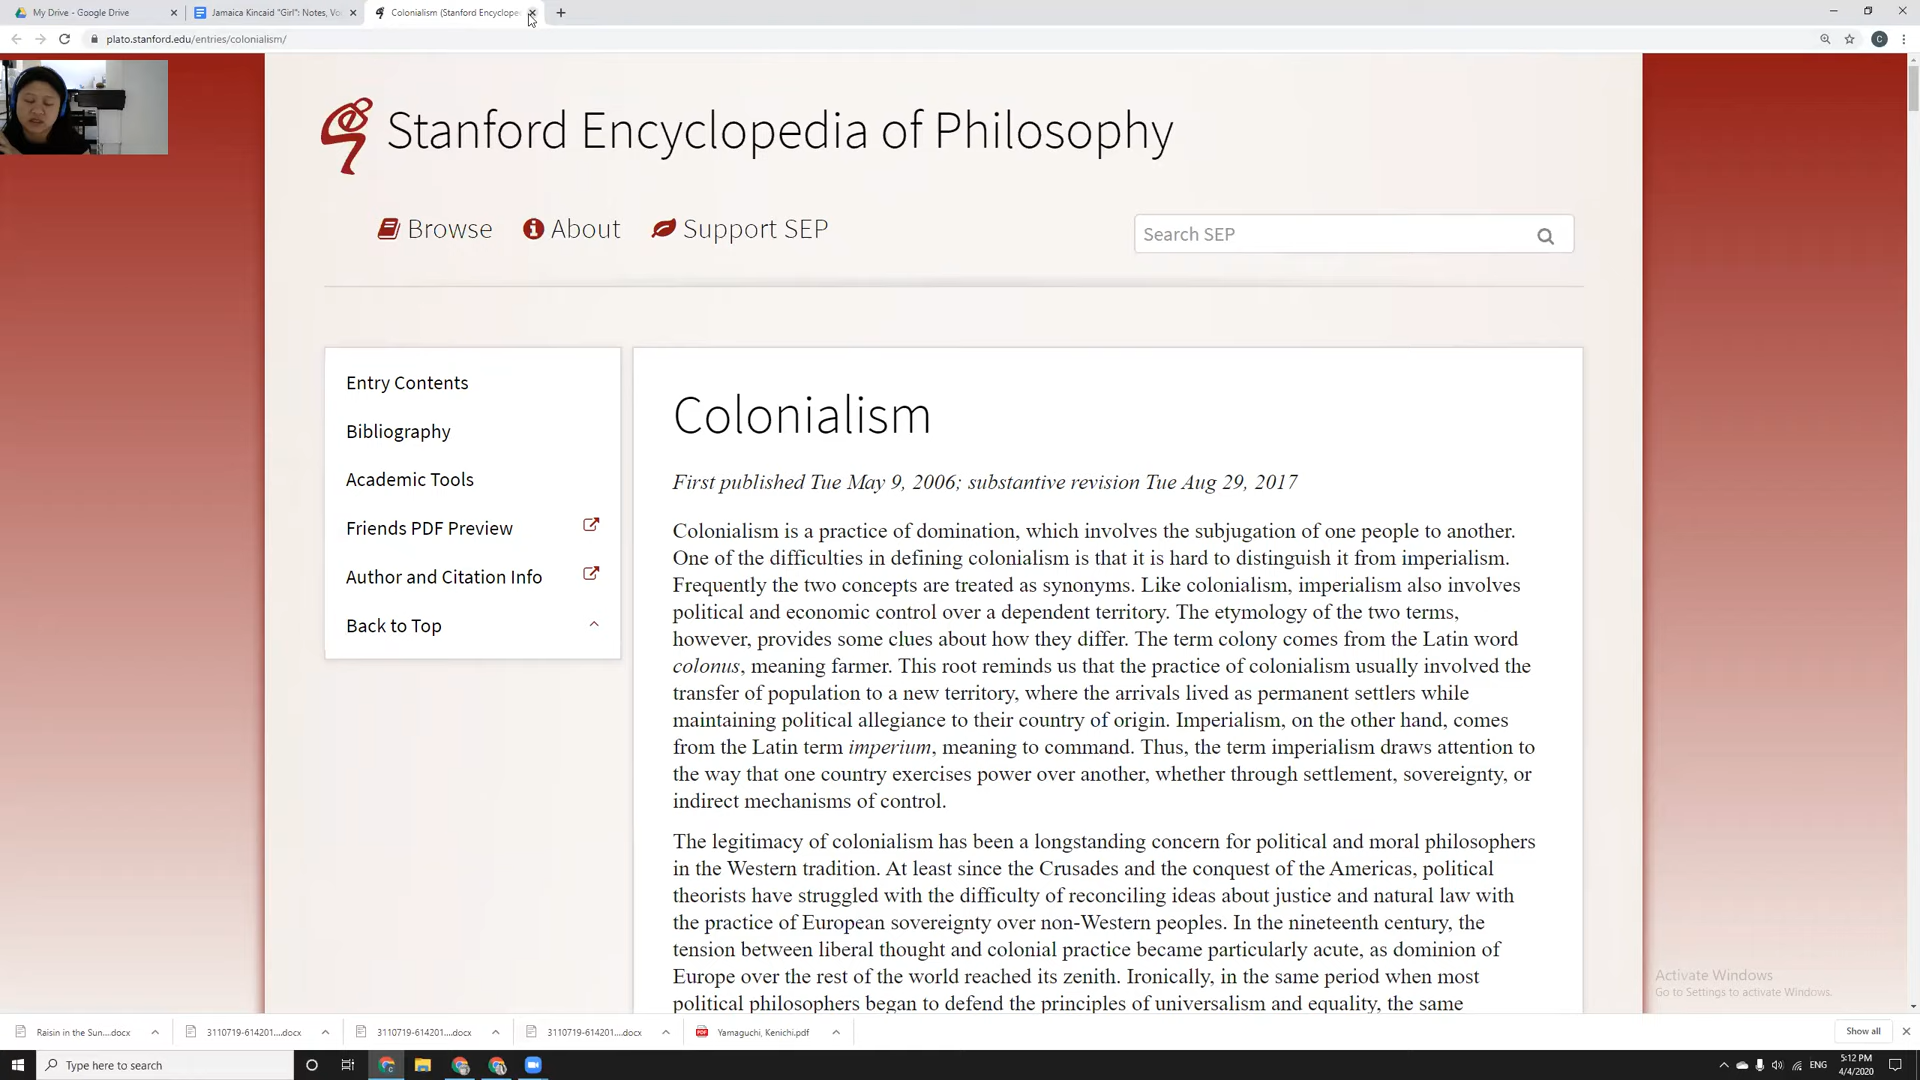 My Drive - Google Drive
Jamaica Kincaid "Girl": Notes, Vo
Colonialism (Stanford Encyclope
plato.stanford.edu/entries/colonialism/
C
Stanford Encyclopedia of Philosophy
Browse About Support SEP
Search SEP
Entry Contents
Bibliography
Academic Tools
Friends PDF Preview
Author and Citation Info
Back to Top
Colonialism
First published Tue May 9, 2006; substantive revision Tue Aug 29, 2017
Colonialism is a practice of domination, which involves the subjugation of one people to another.
One of the difficulties in defining colonialism is that it is hard to distinguish it from imperialism.
Frequently the two concepts are treated as synonyms. Like colonialism, imperialism also involves
political and economic control over a dependent territory. The etymology of the two terms,
however, provides some clues about how they differ. The term colony comes from the Latin word
colonus, meaning farmer. This root reminds us that the practice of colonialism usually involved the
transfer of population to a new territory, where the arrivals lived as permanent settlers while
maintaining political allegiance to their country of origin. Imperialism, on the other hand, comes
from the Latin term imperium, meaning to command. Thus, the term imperialism draws attention to
the way that one country exercises power over another, whether through settlement, sovereignty, or
indirect mechanisms of control.
The legitimacy of colonialism has been a longstanding concern for political and moral philosophers
in the Western tradition. At least since the Crusades and the conquest of the Americas, political
theorists have struggled with the difficulty of reconciling ideas about justice and natural law with
the practice of European sovereignty over non-Western peoples. In the nineteenth century, the
tension between liberal thought and colonial practice became particularly acute, as dominion of
Europe over the rest of the world reached its zenith. Ironically, in the same period when most
political philosophers began to defend the principles of universalism and equality, the same
Activate Windows
Go to Settings to activate Windows.
Raisin in the Sun....docx
3110719-614201....docx
3110719-614201....docx
3110719-614201....docx
Yamaguchi, Kenichi.pdf
Show all
Type here to search
ENG
5:12 PM
4/4/2020